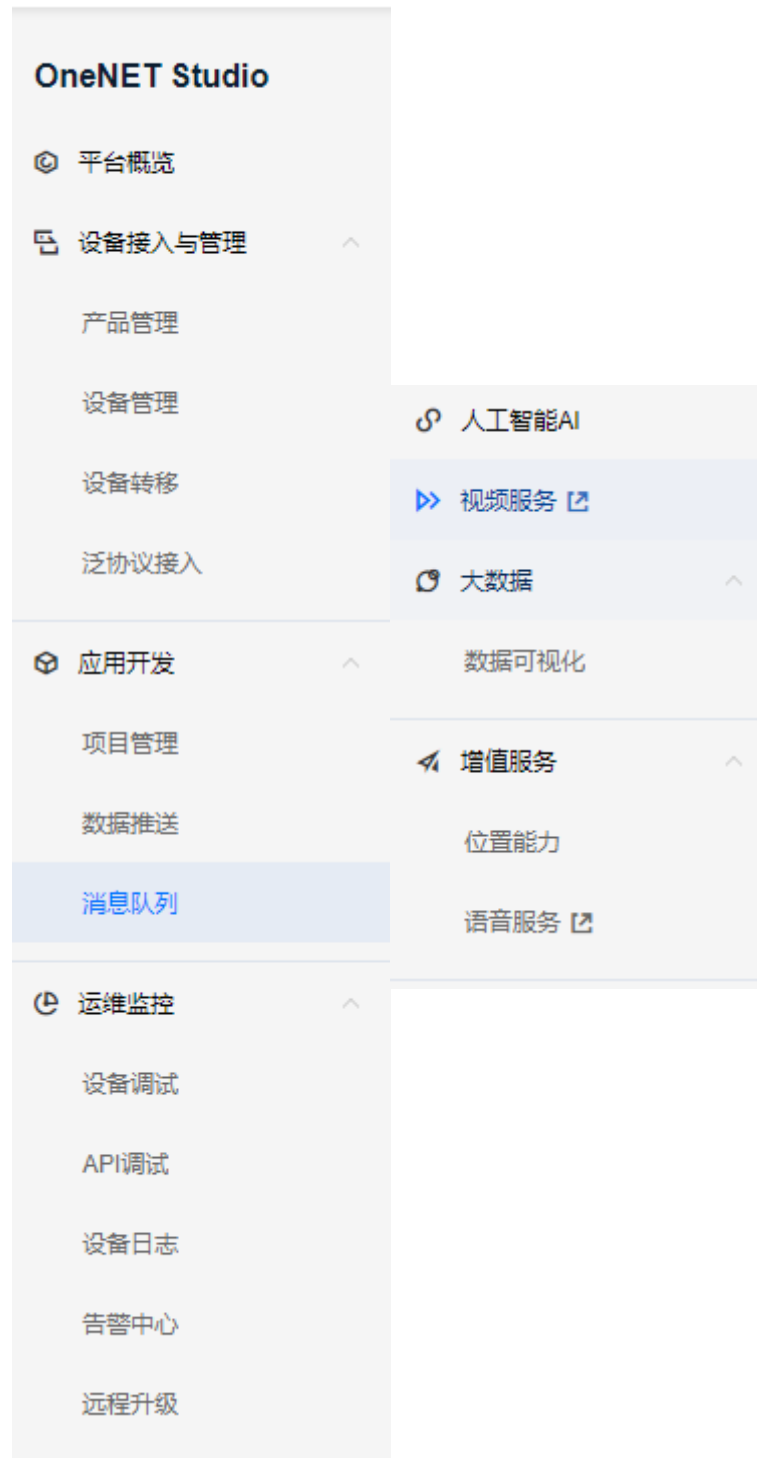 OneNET Studio
平台概览
设备接入与管理
产品管理
设备管理
设备转移
泛协议接入
应用开发
项目管理
数据推送
消息队列
运维监控
设备调试
API调试
设备日志
告警中心
远程升级
人工智能AI
视频服务
大数据
数据可视化
增值服务
位置能力
语音服务